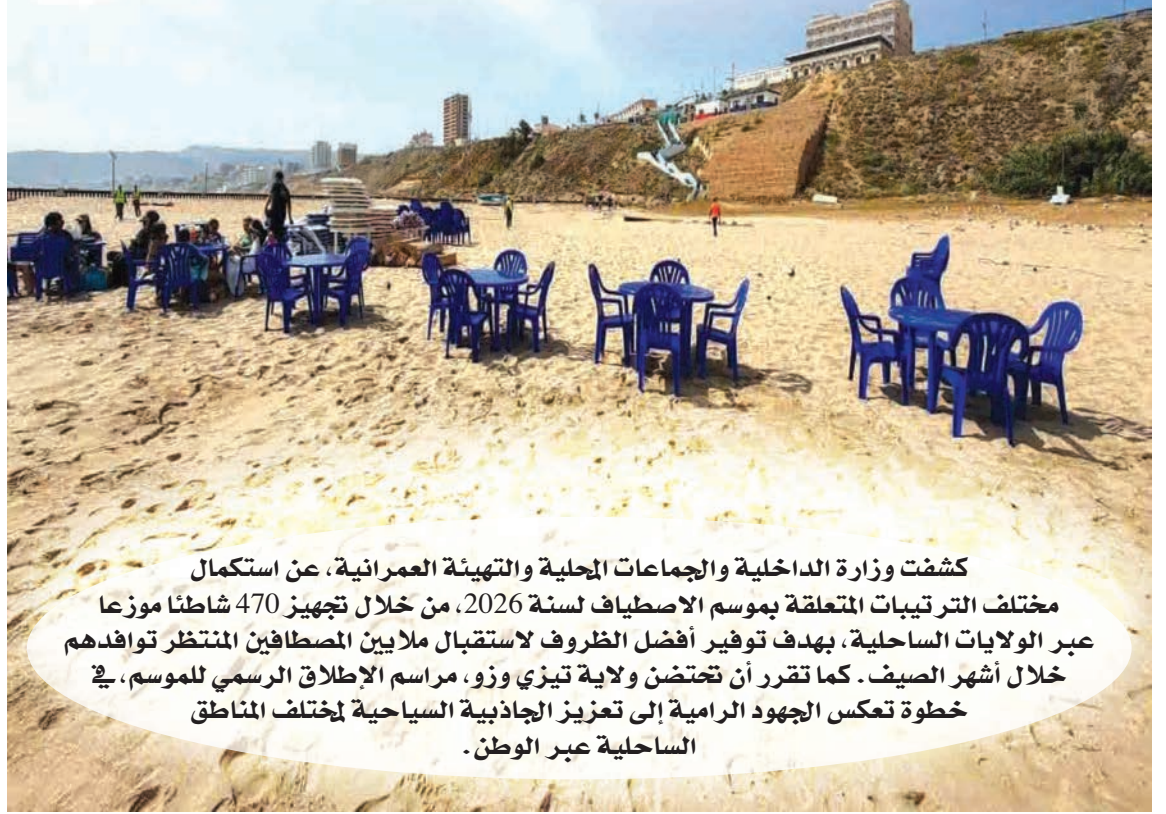 كشفت وزارة الداخلية والجماعات المحلية والتهيئة العمرانية، عن استكمال
مختلف الترتيبات المتعلقة بموسم الاصطياف لسنة 2026، من خلال تجهيز 470 شاطئا موزعا
عبر الولايات الساحلية، بهدف توفير أفضل الظروف لاستقبال ملايين المصطافين المنتظر توافدهم
خلال أشهر الصيف. كما تقرر أن تحتضن ولاية تيزي وزو، مراسم الإطلاق الرسمي للموسم، في
خطوة تعكس الجهود الرامية إلى تعزيز الجاذبية السياحية لمختلف المناطق
الساحلية عبر الوطن.